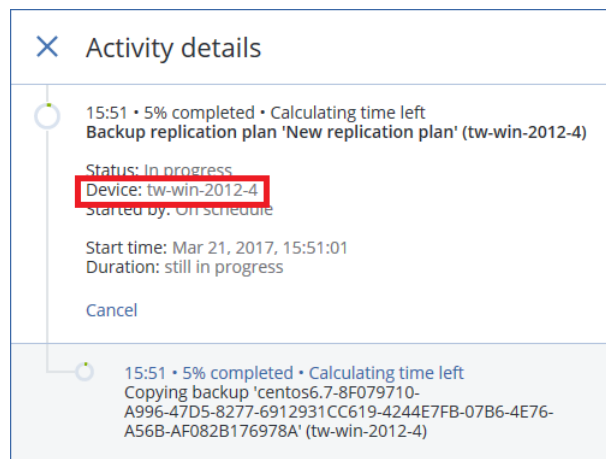 Activity details
15:51 • 5% completed • Calculating time left
Backup replication plan 'New replication plan' (tw-win-2012-4)
Status: In progress
Device: tw-win-2012-4
Started by: On schedule
Start time: Mar 21, 2017, 15:51:01
Duration: still in progress
Cancel
15:51 • 5% completed • Calculating time left
Copying backup 'centos6.7-8F079710-
A996-47D5-8277-6912931CC619-4244E7FB-07B6-4E76-
A56B-AF082B176978A' (tw-win-2012-4)